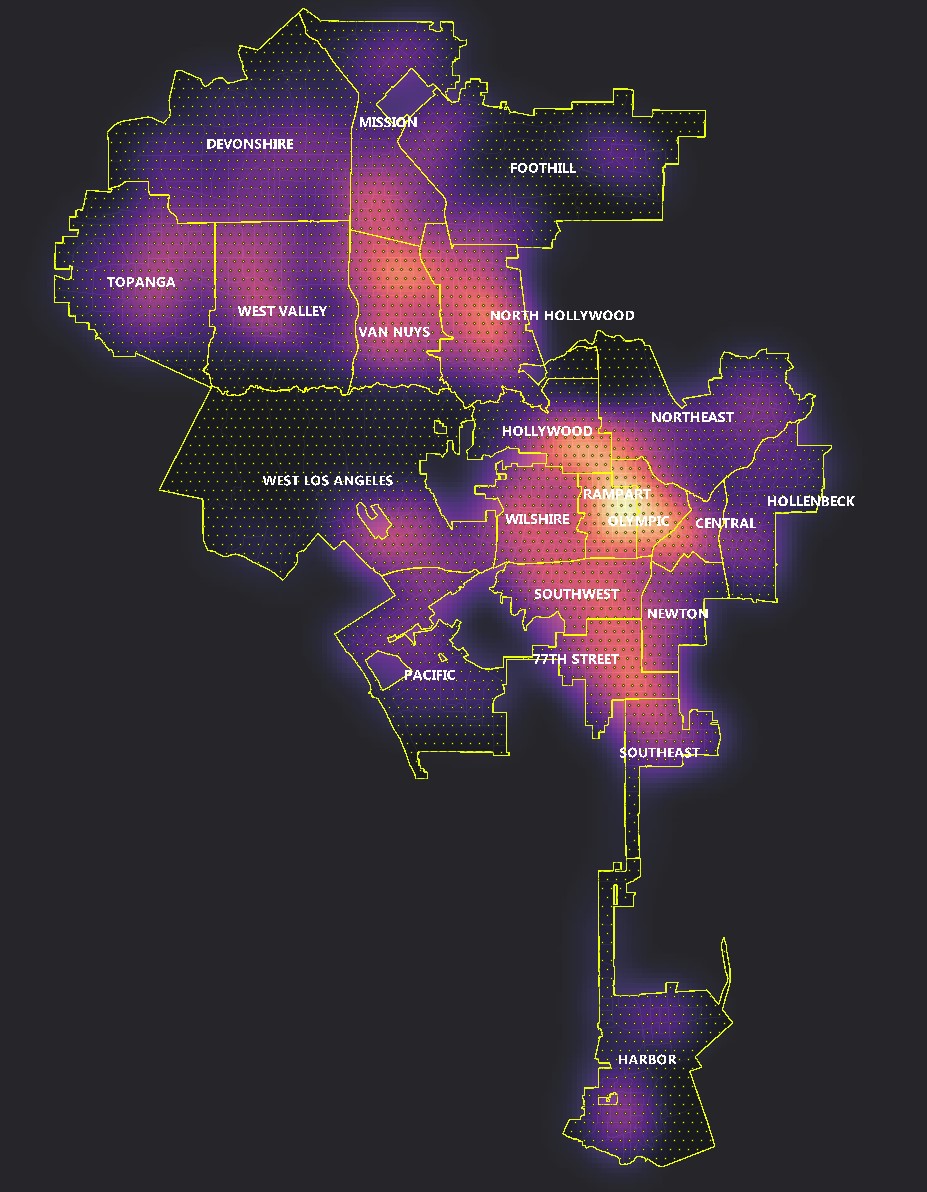 MISSION
DEVONSHIRE
FOOTHILL
TOPANGA
WEST VALLEY
NORTH HOLLYWOOD
VAN NUYS
NORTHEAST
HOLLYWOOD
WEST LOS ANGELES
RAMPART
HOLLENBECK
WILSHIRE
OLYMPIC
CENTRAL
SOUTHWEST
NEWTON
77TH STREET
PACIFIC
SOUTHEAST
HARBOR